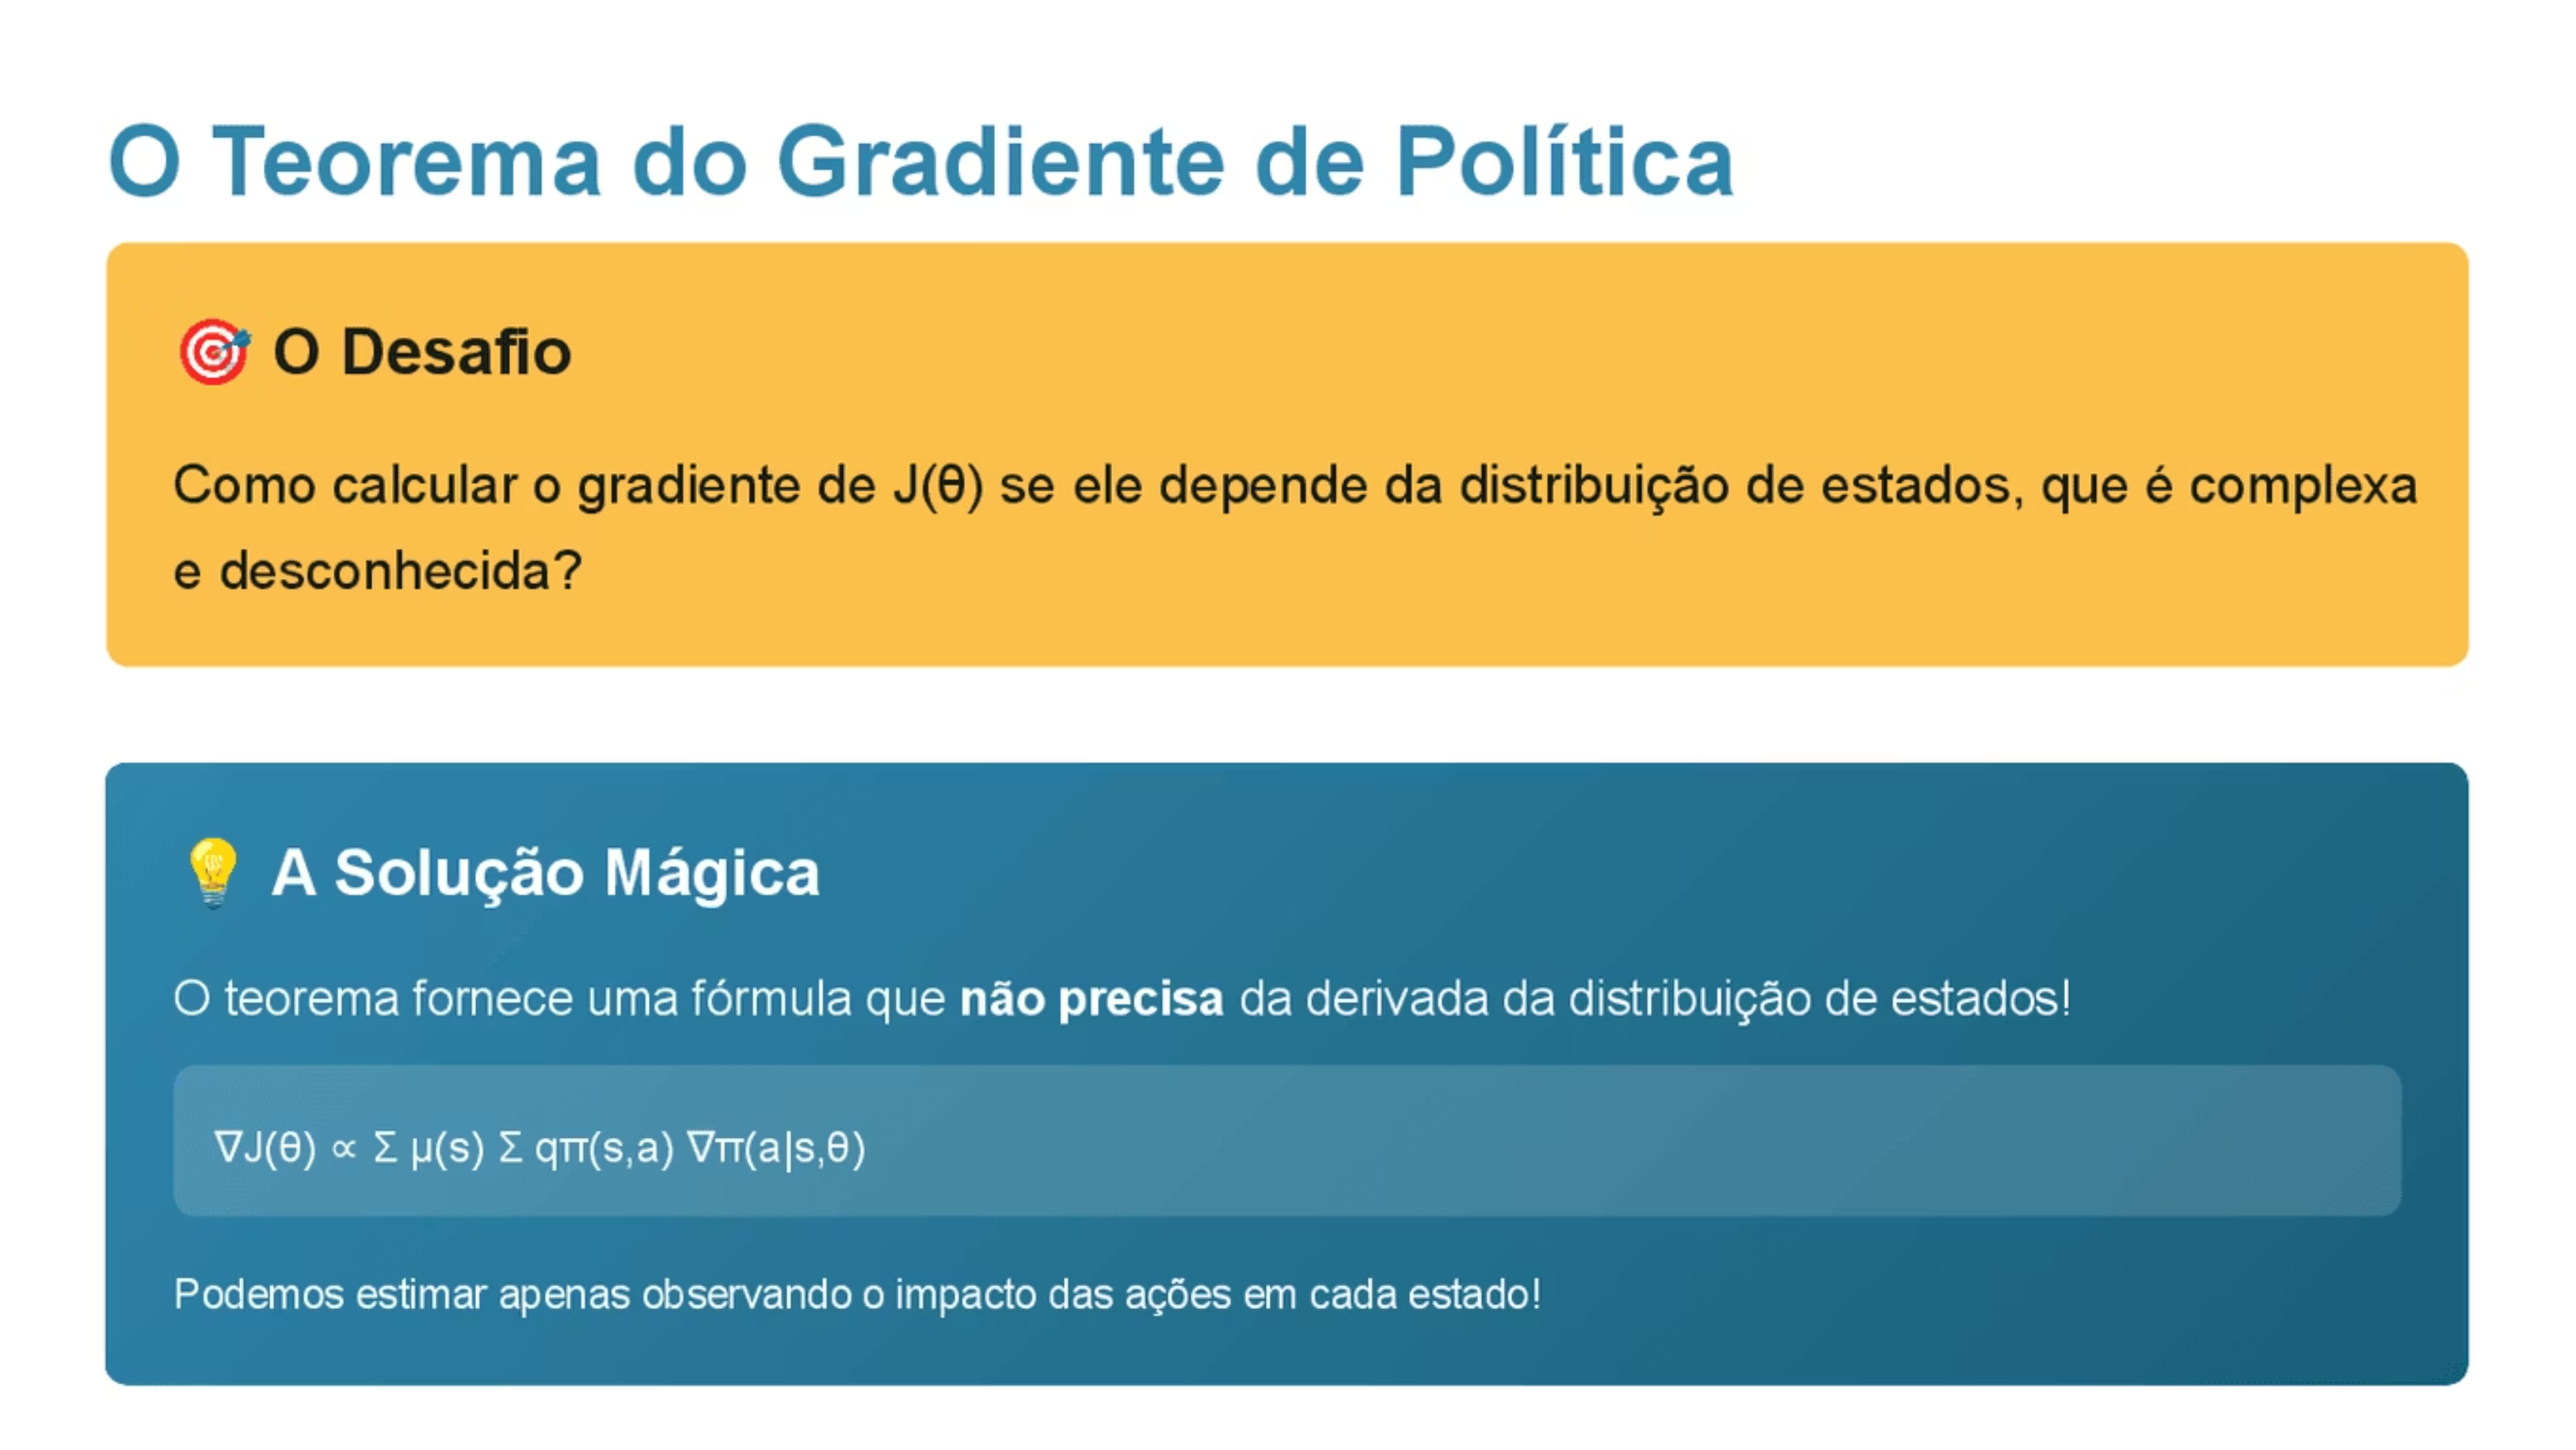 O Teorema do Gradiente de Política
🎯 O Desafio
Como calcular o gradiente de J(θ) se ele depende da distribuição de estados, que é complexa
e desconhecida?
💡 A Solução Mágica
O teorema fornece uma fórmula que não precisa da derivada da distribuição de estados!
∇J(θ) ∝ Σ μ(s) Σ qπ(s,a) ∇π(a|s,θ)
Podemos estimar apenas observando o impacto das ações em cada estado!